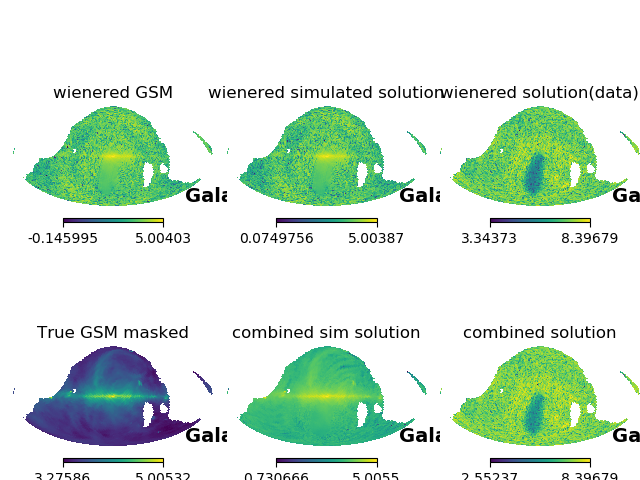 wienered GSM
wienered simulated solution
wienered solution(data)
Gala
Gala
Ga
-0.145995 5.00403
0.0749756 5.00387
3.34373 8.39679
True GSM masked
combined sim solution
combined solution
Gala
Gala
Ga
3.27586 5.00532
0.730666 5.0055
2.55237 8.39679